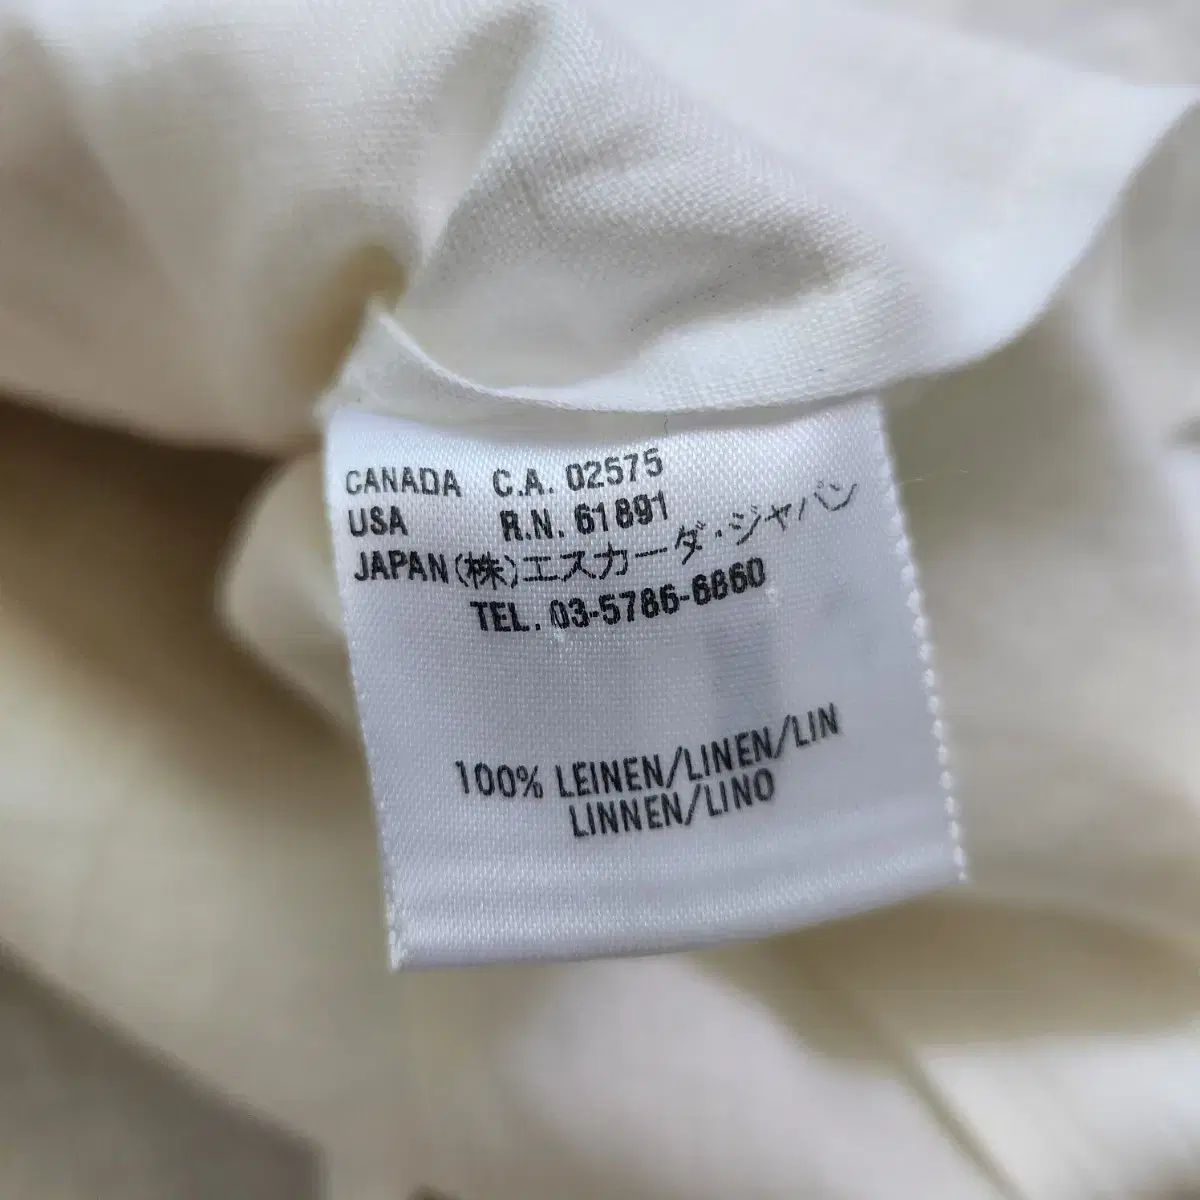 CANADA C.A. 02575
USA R.N. 61891
JAPAN (株)エスカーダ・ジャパン
TEL. 03-5786-6860
100% LEINEN/LINEN/LIN
LINNEN/LINO